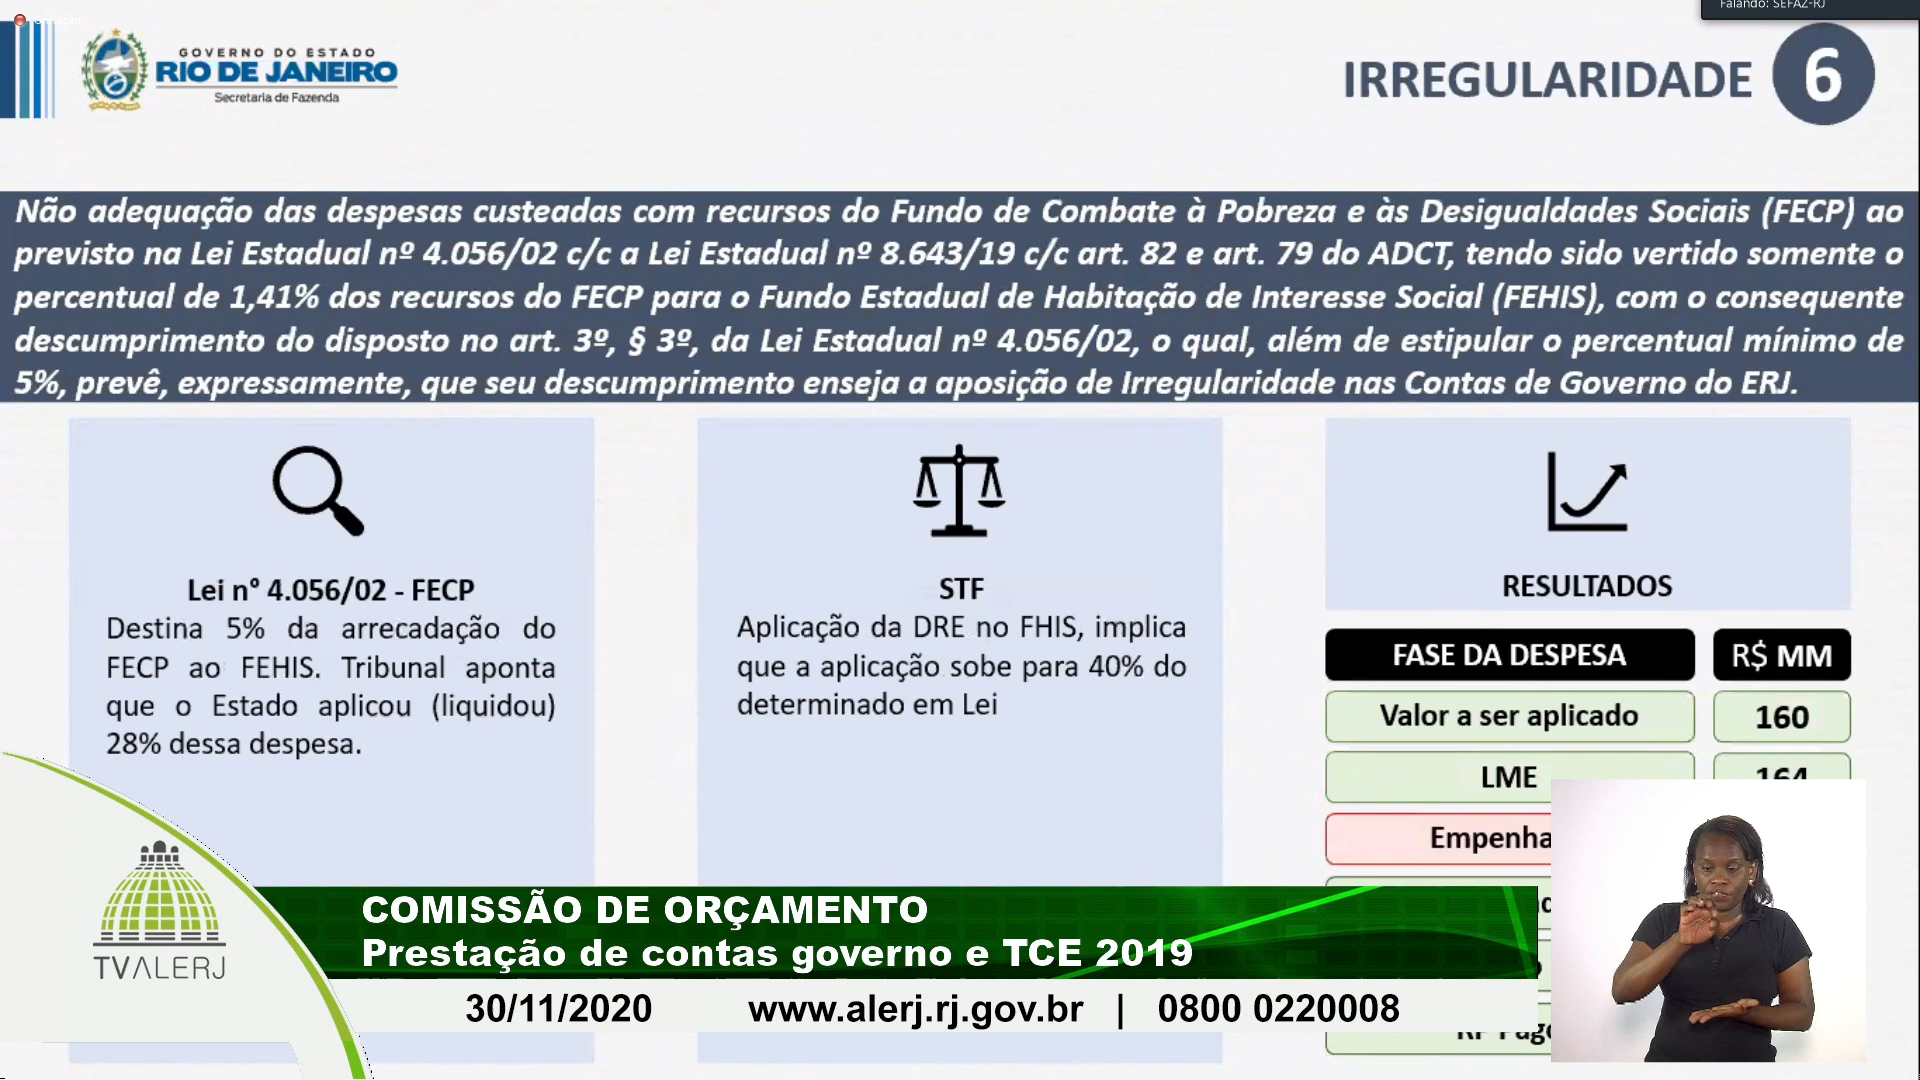 Falando: SEFAZ-RJ
GOVERNO DO ESTADO
RIO DE JANEIRO
Secretaria de Fazenda
IRREGULARIDADE 6
Não adequação das despesas custeadas com recursos do Fundo de Combate à Pobreza e às Desigualdades Sociais (FECP) ao
previsto na Lei Estadual nº 4.056/02 c/c a Lei Estadual nº 8.643/19 c/c art. 82 e art. 79 do ADCT, tendo sido vertido somente o
percentual de 1,41% dos recursos do FECP para o Fundo Estadual de Habitação de Interesse Social (FEHIS), com o consequente
descumprimento do disposto no art. 3º, § 3º, da Lei Estadual nº 4.056/02, o qual, além de estipular o percentual mínimo de
5%, prevê, expressamente, que seu descumprimento enseja a aposição de Irregularidade nas Contas de Governo do ERJ.
Lei n° 4.056/02 - FECP
Destina 5% da arrecadação do
FECP ao FEHIS. Tribunal aponta
que o Estado aplicou (liquidou)
28% dessa despesa.
STF
Aplicação da DRE no FHIS, implica
que a aplicação sobe para 40% do
determinado em Lei
RESULTADOS
FASE DA DESPESA R$ MM
Valor a ser aplicado 160
LME 164
Empenha
TVALERJ
COMISSÃO DE ORÇAMENTO
Prestação de contas governo e TCE 2019
30/11/2020 www.alerj.rj.gov.br | 0800 0220008